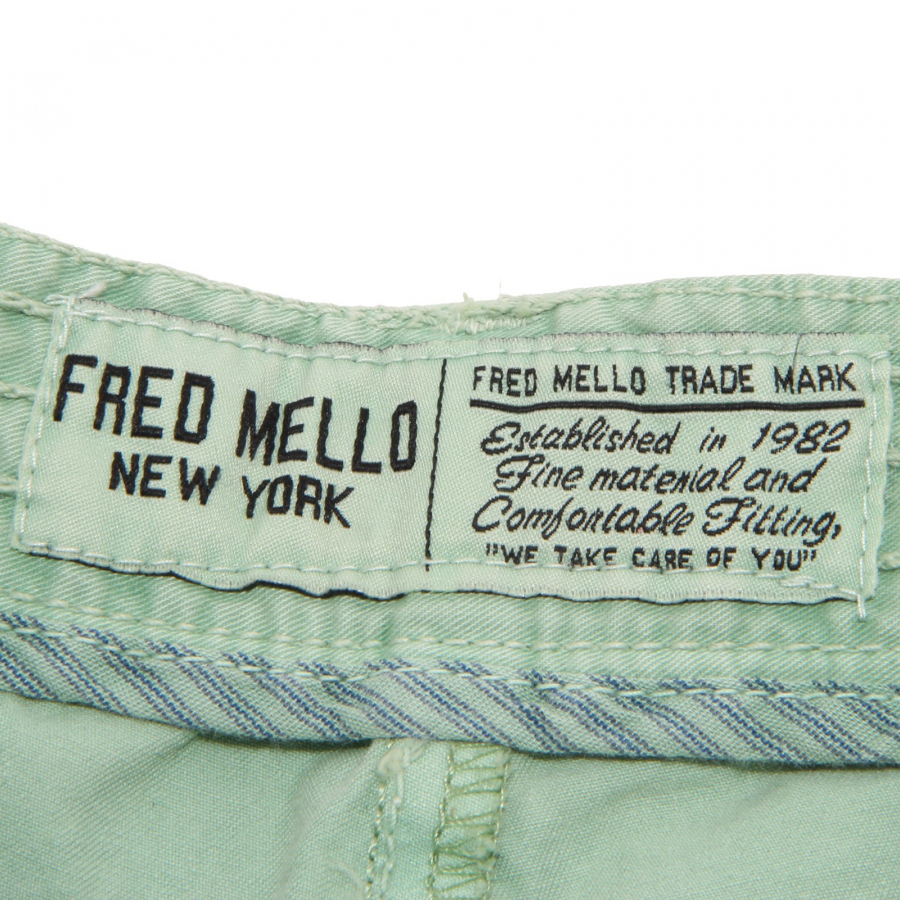 FRED MELLO
NEW YORK
FRED MELLO TRADE MARK
Established in 1982
Fine material and
Comfortable Fitting,
"WE TAKE CARE OF YOU"